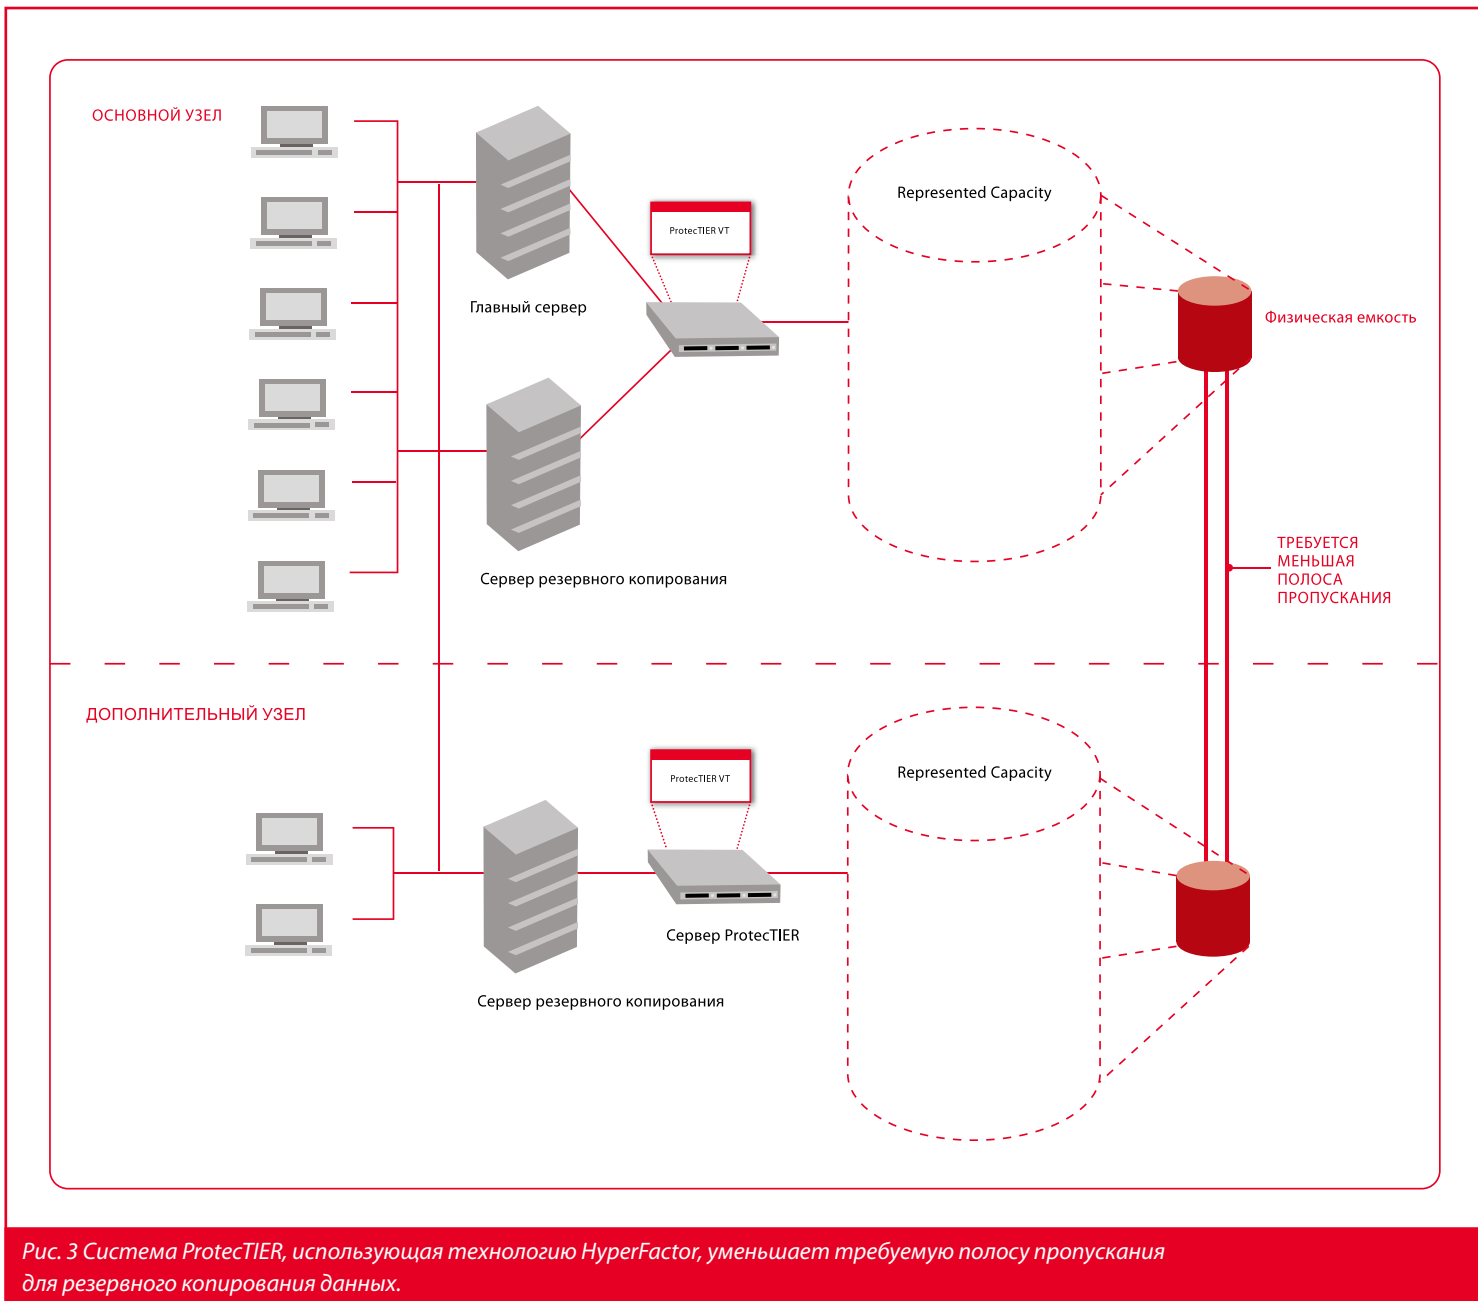 ОСНОВНОЙ УЗЕЛ
Represented Capacity
ProtecTIER VT
Главный сервер
Физическая емкость
ТРЕБУЕТСЯ
МЕНЬШАЯ
ПОЛОСА
ПРОПУСКАНИЯ
Сервер резервного копирования
ДОПОЛНИТЕЛЬНЫЙ УЗЕЛ
Represented Capacity
ProtecTIER VT
Сервер ProtecTIER
Сервер резервного копирования
Рис. 3 Система ProtecTIER, использующая технологию HyperFactor, уменьшает требуемую полосу пропускания
для резервного копирования данных.